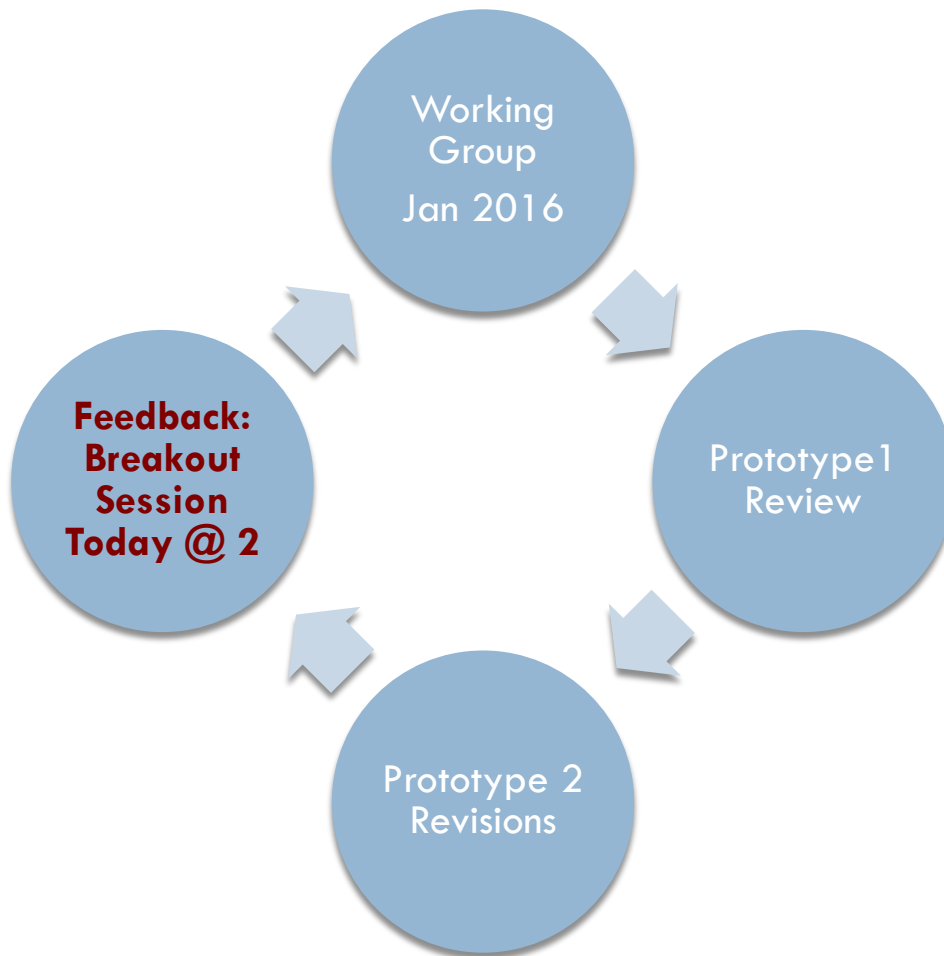 Working
Group
Jan 2016
Prototype1
Review
Prototype 2
Revisions
Feedback:
Breakout
Session
Today @ 2